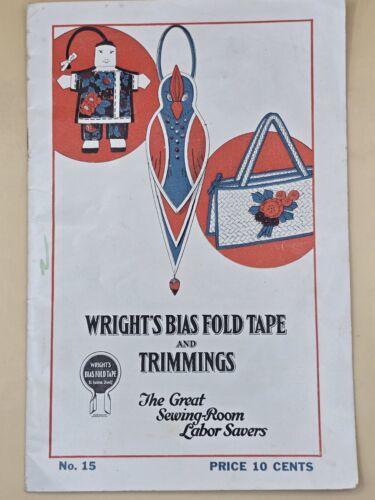 WRIGHT'S BIAS FOLD TAPE
AND
TRIMMINGS
WRIGHT'S
BIAS FOLD TAPE
The Great
Sewing-Room
Labor Savers
No. 15
PRICE 10 CENTS